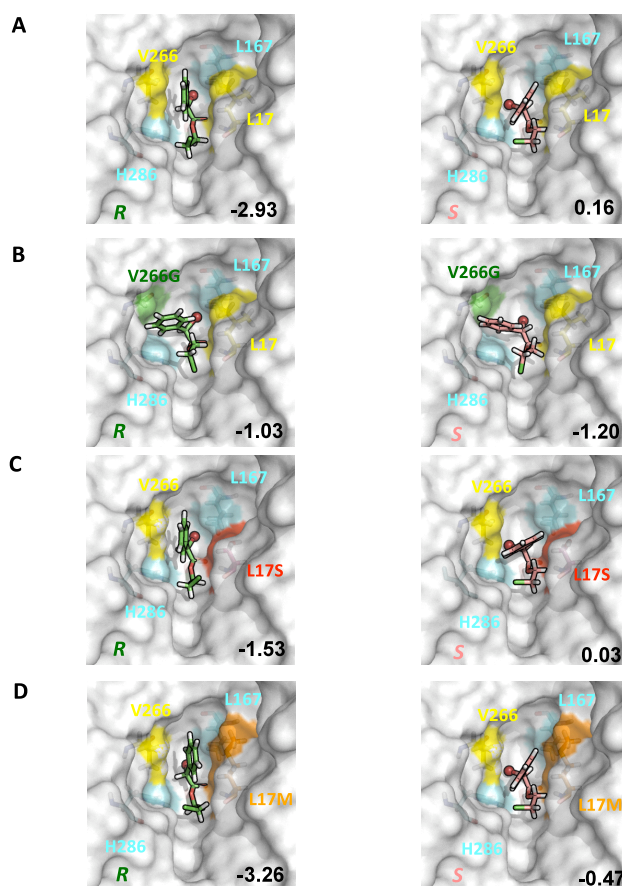 A
V266
L167
L17
H286
R
-2.93
V266
L167
L17
H286
S
0.16
B
V266G
L167
L17
H286
R
-1.03
V266G
L167
L17
H286
S
-1.20
C
V266
L167
L17S
H286
R
-1.53
V266
L167
L17S
H286
S
0.03
D
V266
L167
L17M
H286
R
-3.26
V266
L167
L17M
H286
S
-0.47